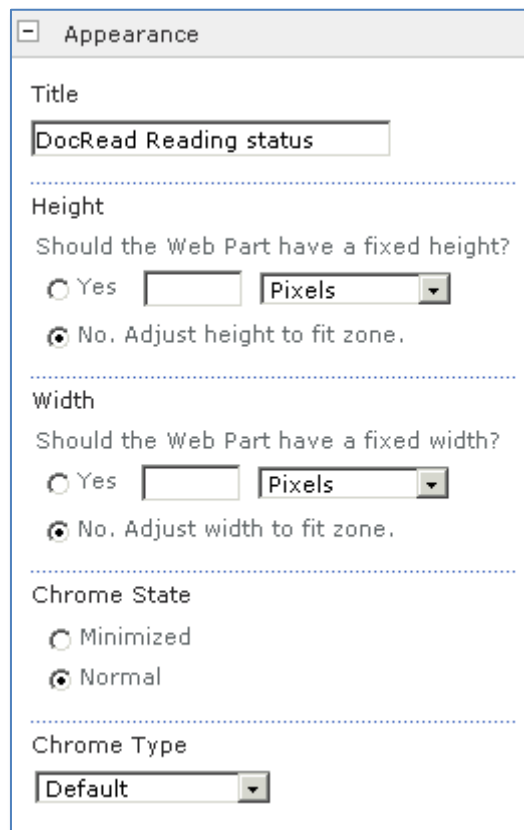 Appearance
Title
DocRead Reading status
Height
Should the Web Part have a fixed height?
Yes Pixels
No. Adjust height to fit zone.
Width
Should the Web Part have a fixed width?
Yes Pixels
No. Adjust width to fit zone.
Chrome State
Minimized
Normal
Chrome Type
Default